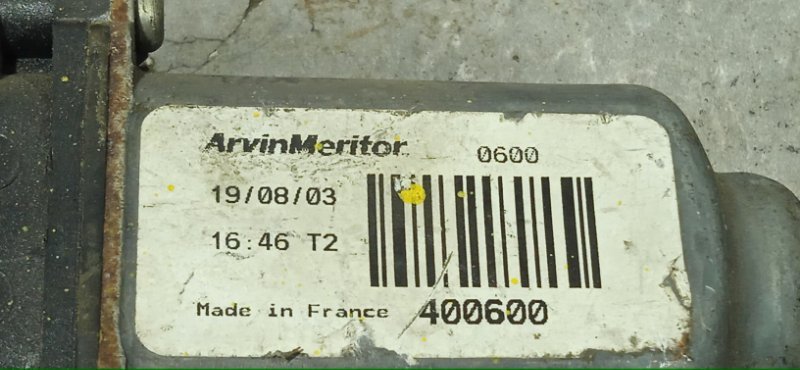 ArvinMeritor 0600
19/08/03
16:46 T2
Made in France 400600